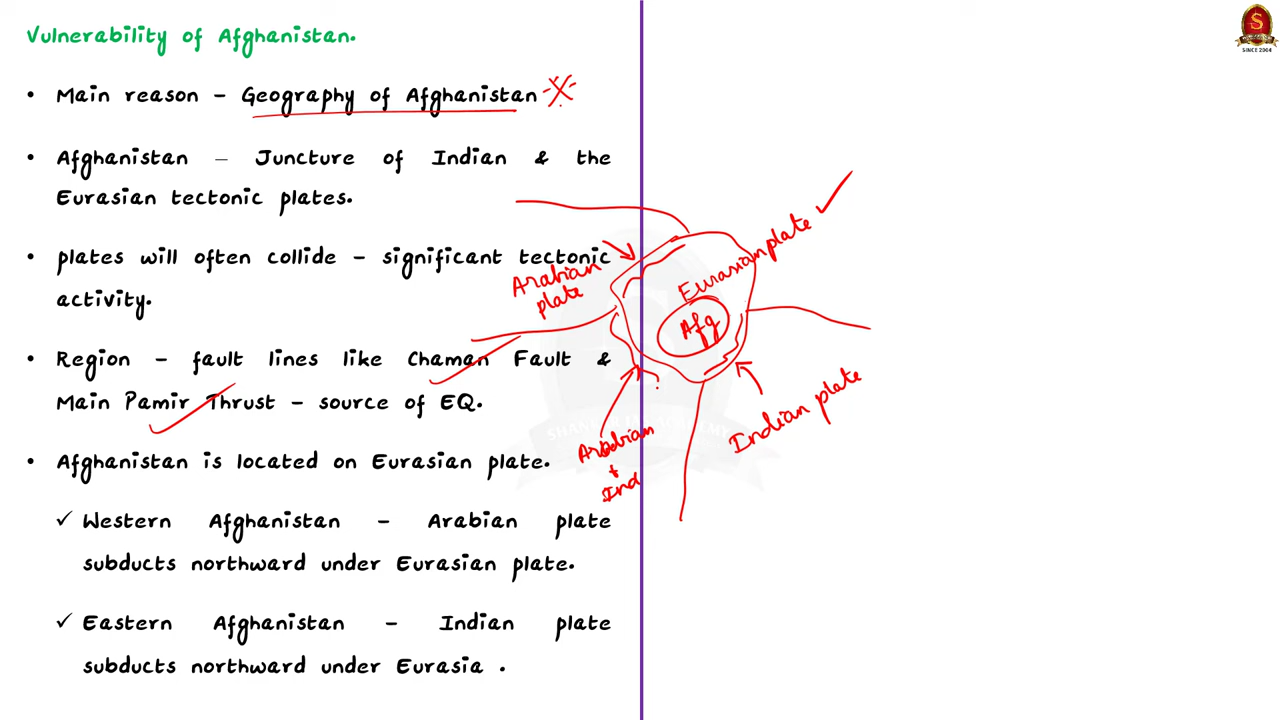 Vulnerability of Afghanistan.
• Main reason – Geography of Afghanistan
• Afghanistan – Juncture of Indian & the
Eurasian tectonic plates.
• plates will often collide – significant tectonic
activity.
• Region – fault lines like Chaman Fault &
Main Pamir Thrust – source of EQ.
• Afghanistan is located on Eurasian plate.
✓ Western Afghanistan – Arabian plate
subducts northward under Eurasian plate.
✓ Eastern Afghanistan – Indian plate
subducts northward under Eurasia .
Arabian
plate
Eurasian plate
Afg
Indian plate
Arabian
+
Ind
S
SINCE 2004